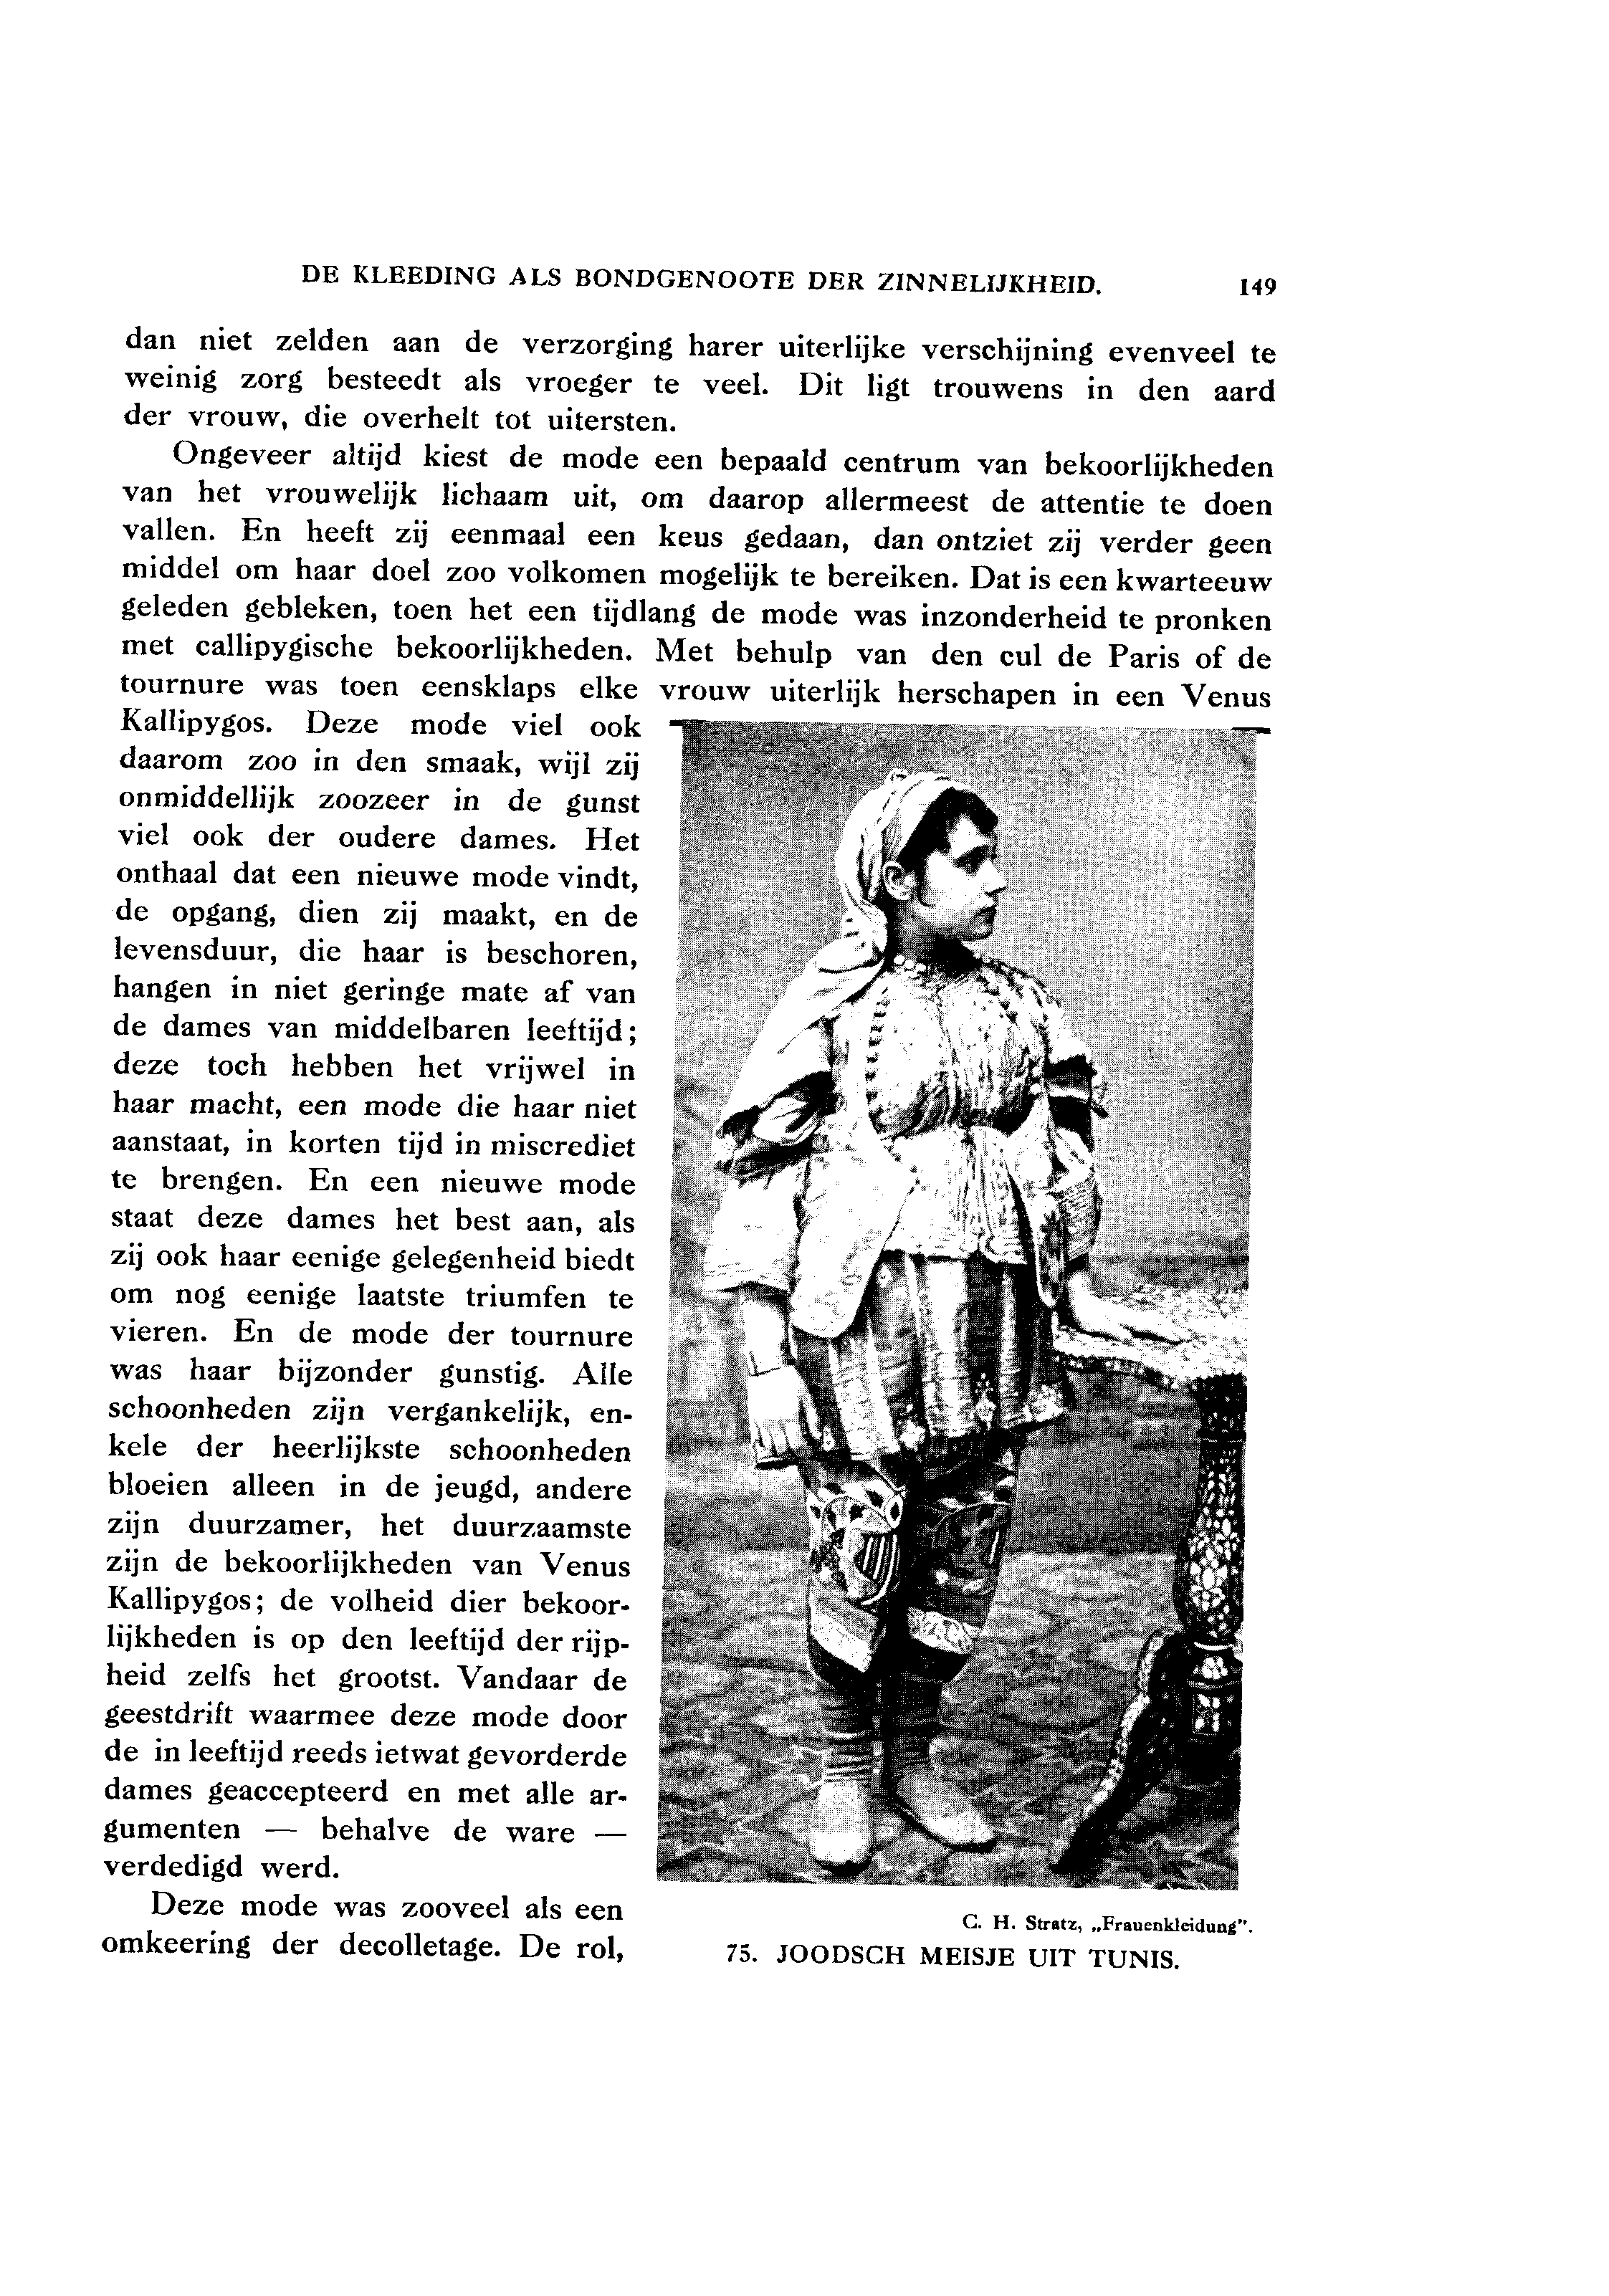 DE KLEEDING ALS BONDGENOOTE DER ZINNELIJKHEID. 149
dan niet zelden aan de verzorging harer uiterlijke verschijning evenveel te
weinig zorg besteedt als vroeger te veel. Dit ligt trouwens in den aard
der vrouw, die overhelt tot uitersten.
Ongeveer altijd kiest de mode een bepaald centrum van bekoorlijkheden
van het vrouwelijk lichaam uit, om daarop allermeest de attentie te doen
vallen. En heeft zij eenmaal een keus gedaan, dan ontziet zij verder geen
middel om haar doel zoo volkomen mogelijk te bereiken. Dat is een kwarteeuw
geleden gebleken, toen het een tijdlang de mode was inzonderheid te pronken
met callipygische bekoorlijkheden. Met behulp van den cul de Paris of de
tournure was toen eensklaps elke vrouw uiterlijk herschapen in een Venus
Kallipygos. Deze mode viel ook
daarom zoo in den smaak, wijl zij
onmiddellijk zoozeer in de gunst
viel ook der oudere dames. Het
onthaal dat een nieuwe mode vindt,
de opgang, dien zij maakt, en de
levensduur, die haar is beschoren,
hangen in niet geringe mate af van
de dames van middelbaren leeftijd;
deze toch hebben het vrijwel in
haar macht, een mode die haar niet
aanstaat, in korten tijd in miscrediet
te brengen. En een nieuwe mode
staat deze dames het best aan, als
zij ook haar eenige gelegenheid biedt
om nog eenige laatste triumfen te
vieren. En de mode der tournure
was haar bijzonder gunstig. Alle
schoonheden zijn vergankelijk, en-
kele der heerlijkste schoonheden
bloeien alleen in de jeugd, andere
zijn duurzamer, het duurzaamste
zijn de bekoorlijkheden van Venus
Kallipygos; de volheid dier bekoor-
lijkheden is op den leeftijd der rijp-
heid zelfs het grootst. Vandaar de
geestdrift waarmee deze mode door
de in leeftijd reeds ietwat gevorderde
dames geaccepteerd en met alle ar-
gumenten — behalve de ware —
verdedigd werd.
Deze mode was zooveel als een
omkeering der decolletage. De rol,
C. H. Stratz, „Frauenkleidung".
75. JOODSCH MEISJE UIT TUNIS.